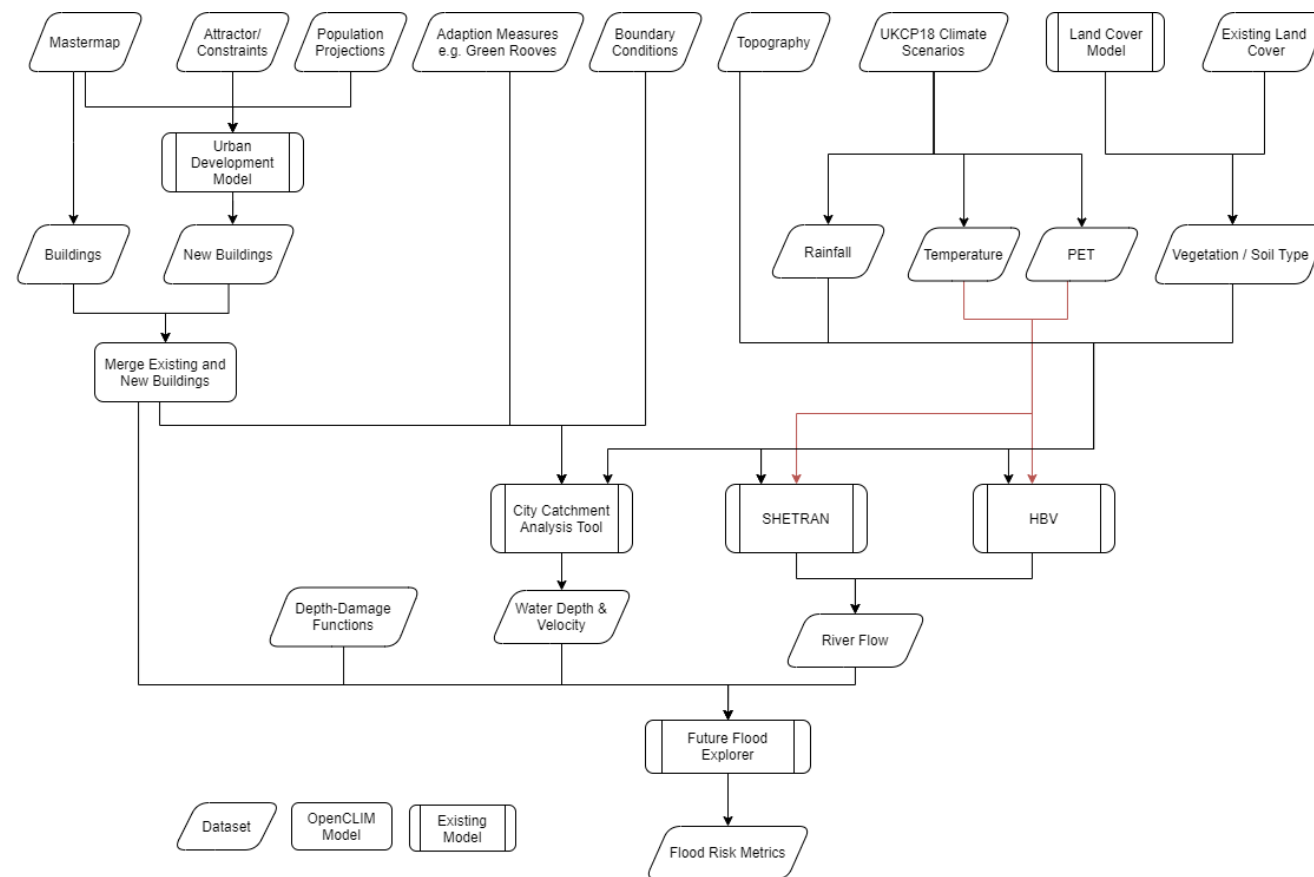 Mastermap
Attractor/
Constraints
Population
Projections
Adaption Measures
e.g. Green Rooves
Boundary
Conditions
Topography
UKCP18 Climate
Scenarios
Land Cover
Model
Existing Land
Cover
Urban
Development
Model
Buildings
New Buildings
Rainfall
Temperature
PET
Vegetation / Soil Type
Merge Existing and
New Buildings
City Catchment
Analysis Tool
SHETRAN
HBV
Depth-Damage
Functions
Water Depth &
Velocity
River Flow
Future Flood
Explorer
Dataset
OpenCLIM
Model
Existing
Model
Flood Risk Metrics